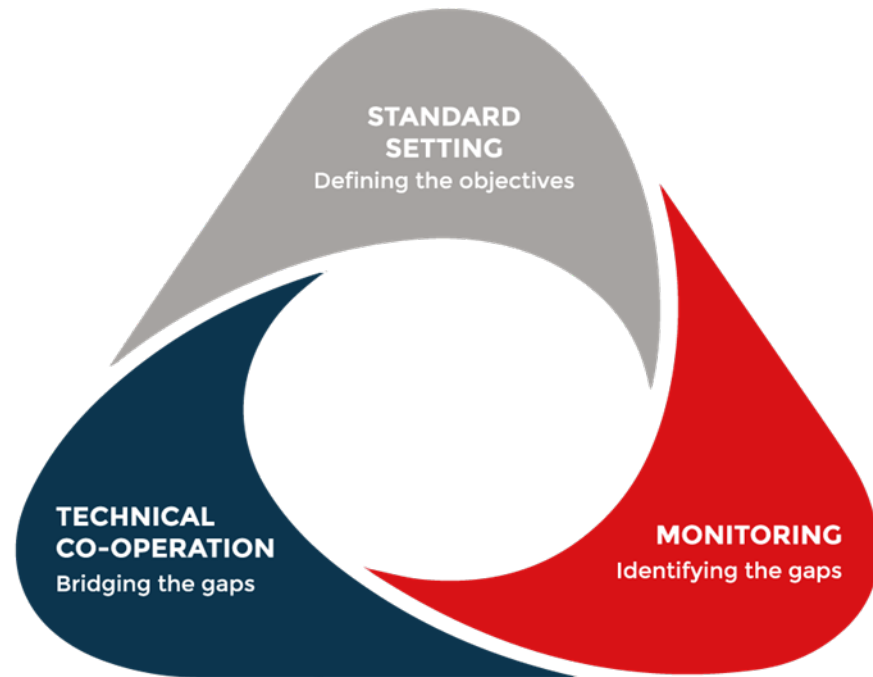 STANDARD
SETTING
Defining the objectives
TECHNICAL
CO-OPERATION
Bridging the gaps
MONITORING
Identifying the gaps